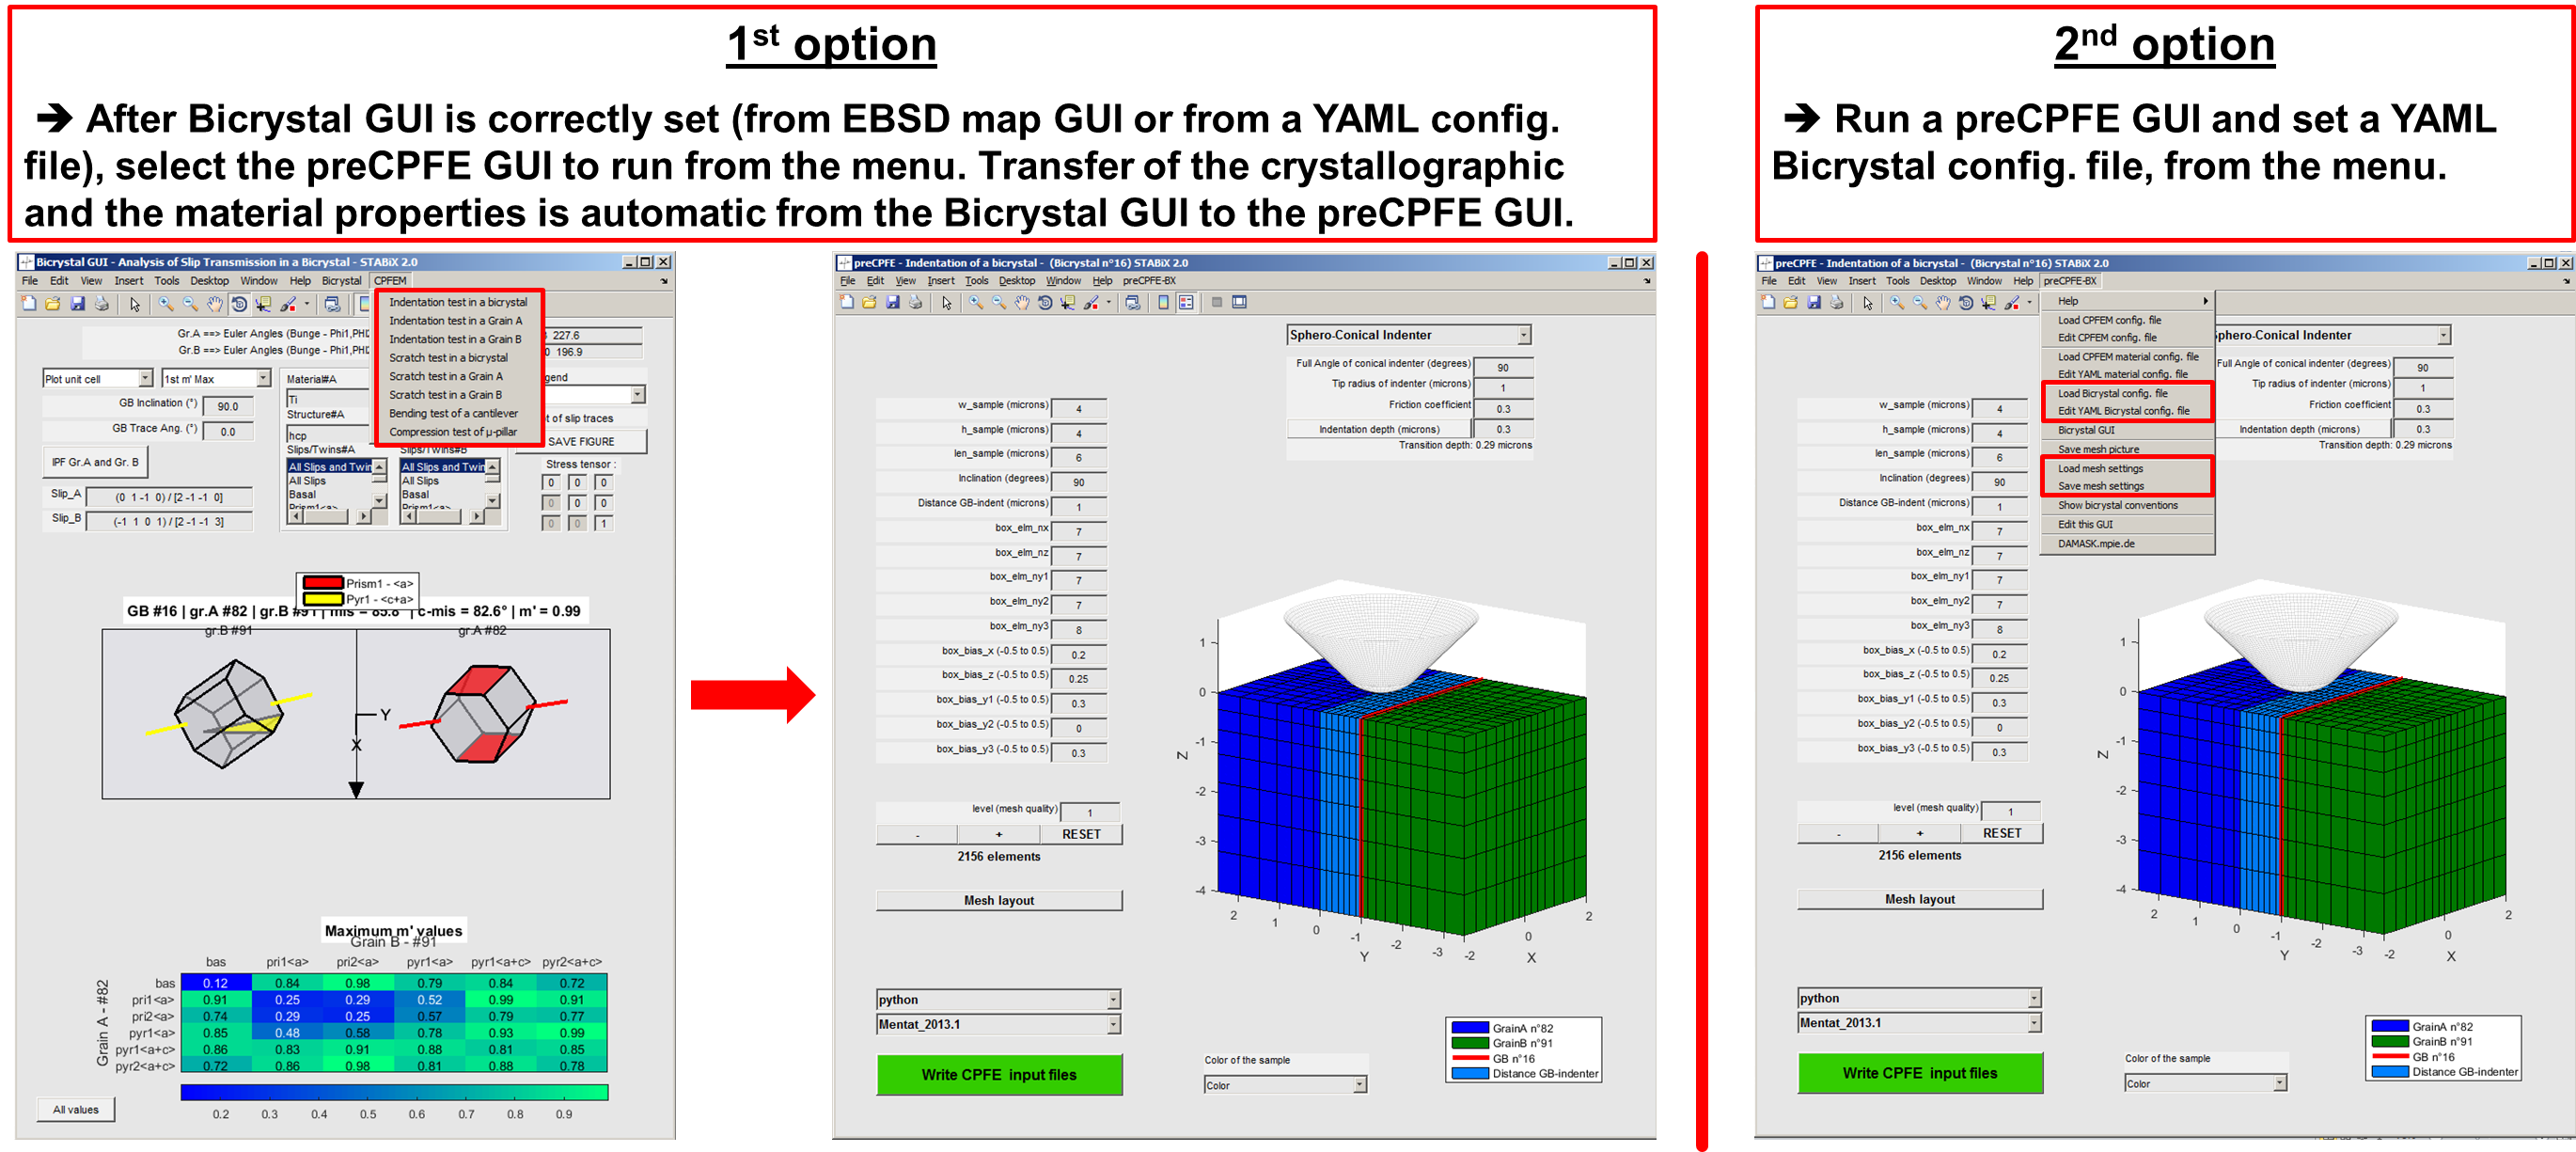 1st option
➔ After Bicrystal GUI is correctly set (from EBSD map GUI or from a YAML config.
file), select the preCPFE GUI to run from the menu. Transfer of the crystallographic
and the material properties is automatic from the Bicrystal GUI to the preCPFE GUI.
2nd option
➔ Run a preCPFE GUI and set a YAML
Bicrystal config. file, from the menu.
Bicrystal GUI - Analysis of Slip Transmission in a Bicrystal - STABiX 2.0
File Edit View Insert Tools Desktop Window Help Bicrystal CPFEM
Indentation test in a bicrystal
Indentation test in a Grain A
Indentation test in a Grain B
Scratch test in a bicrystal
Scratch test in a Grain A
Scratch test in a Grain B
Bending test of a cantilever
Compression test of µ-pillar
Gr.A ==> Euler Angles (Bunge - Phi1,PHI
227.6
Gr.B ==> Euler Angles (Bunge - Phi1,PHI
196.9
Plot unit cell
1st m' Max
Material#A
gend
GB Inclination (°) 90.0
Ti
Structure#A
t of slip traces
GB Trace Ang. (°) 0.0
hcp
SAVE FIGURE
Slips/Twins#A
Slips/Twins#B
IPF Gr.A and Gr. B
All Slips and Twin
All Slips
Basal
Prism1<a>
All Slips and Twin
All Slips
Basal
Prism1<a>
Stress tensor :
0 0 0
0 0 0
0 0 1
Slip_A (0 1 -1 0) / [2 -1 -1 0]
Slip_B (-1 1 0 1) / [2 -1 -1 3]
Prism1 - <a>
Pyr1 - <c+a>
GB #16 | gr.A #82 | gr.B #91 | mis = 85.8° | c-mis = 82.6° | m' = 0.99
gr.B #91
gr.A #82
Y
X
Maximum m' values
Grain B - #91
bas pri1<a> pri2<a> pyr1<a> pyr1<a+c> pyr2<a+c>
Grain A - #82
bas 0.12 0.84 0.98 0.79 0.84 0.72
pri1<a> 0.91 0.25 0.29 0.52 0.99 0.91
pri2<a> 0.74 0.29 0.25 0.57 0.79 0.77
pyr1<a> 0.85 0.48 0.58 0.78 0.93 0.99
pyr1<a+c> 0.86 0.83 0.91 0.88 0.81 0.85
pyr2<a+c> 0.72 0.86 0.98 0.81 0.88 0.78
0.2 0.3 0.4 0.5 0.6 0.7 0.8 0.9
All values
preCPFE - Indentation of a bicrystal - (Bicrystal n°16) STABiX 2.0
File Edit View Insert Tools Desktop Window Help preCPFE-BX
Sphero-Conical Indenter
Full Angle of conical indenter (degrees) 90
Tip radius of indenter (microns) 1
Friction coefficient 0.3
Indentation depth (microns) 0.3
Transition depth: 0.29 microns
w_sample (microns) 4
h_sample (microns) 4
len_sample (microns) 6
Inclination (degrees) 90
Distance GB-indent (microns) 1
box_elm_nx 7
box_elm_nz 7
box_elm_ny1 7
box_elm_ny2 7
box_elm_ny3 8
box_bias_x (-0.5 to 0.5) 0.2
box_bias_z (-0.5 to 0.5) 0.25
box_bias_y1 (-0.5 to 0.5) 0.3
box_bias_y2 (-0.5 to 0.5) 0
box_bias_y3 (-0.5 to 0.5) 0.3
level (mesh quality) 1
- + RESET
2156 elements
Mesh layout
1
0
-1
-2
-3
-4
Z
2 1 0 -1 -2 -3 -2 0 2
Y
X
python
Mentat_2013.1
Write CPFE input files
Color of the sample
Color
GrainA n°82
GrainB n°91
GB n°16
Distance GB-indenter
preCPFE - Indentation of a bicrystal - (Bicrystal n°16) STABiX 2.0
File Edit View Insert Tools Desktop Window Help preCPFE-BX
Help
Load CPFEM config. file
Edit CPFEM config. file
Load CPFEM material config. file
Edit YAML material config. file
Load Bicrystal config. file
Edit YAML Bicrystal config. file
Bicrystal GUI
Save mesh picture
Load mesh settings
Save mesh settings
Show bicrystal conventions
Edit this GUI
DAMASK.mpie.de
phero-Conical Indenter
Full Angle of conical indenter (degrees) 90
Tip radius of indenter (microns) 1
Friction coefficient 0.3
Indentation depth (microns) 0.3
Transition depth: 0.29 microns
w_sample (microns) 4
h_sample (microns) 4
len_sample (microns) 6
Inclination (degrees) 90
Distance GB-indent (microns) 1
box_elm_nx 7
box_elm_nz 7
box_elm_ny1 7
box_elm_ny2 7
box_elm_ny3 8
box_bias_x (-0.5 to 0.5) 0.2
box_bias_z (-0.5 to 0.5) 0.25
box_bias_y1 (-0.5 to 0.5) 0.3
box_bias_y2 (-0.5 to 0.5) 0
box_bias_y3 (-0.5 to 0.5) 0.3
level (mesh quality) 1
- + RESET
2156 elements
Mesh layout
1
0
-1
-2
-3
-4
Z
2 1 0 -1 -2 -3 -2 0 2
Y
X
python
Mentat_2013.1
Write CPFE input files
Color of the sample
Color
GrainA n°82
GrainB n°91
GB n°16
Distance GB-indenter